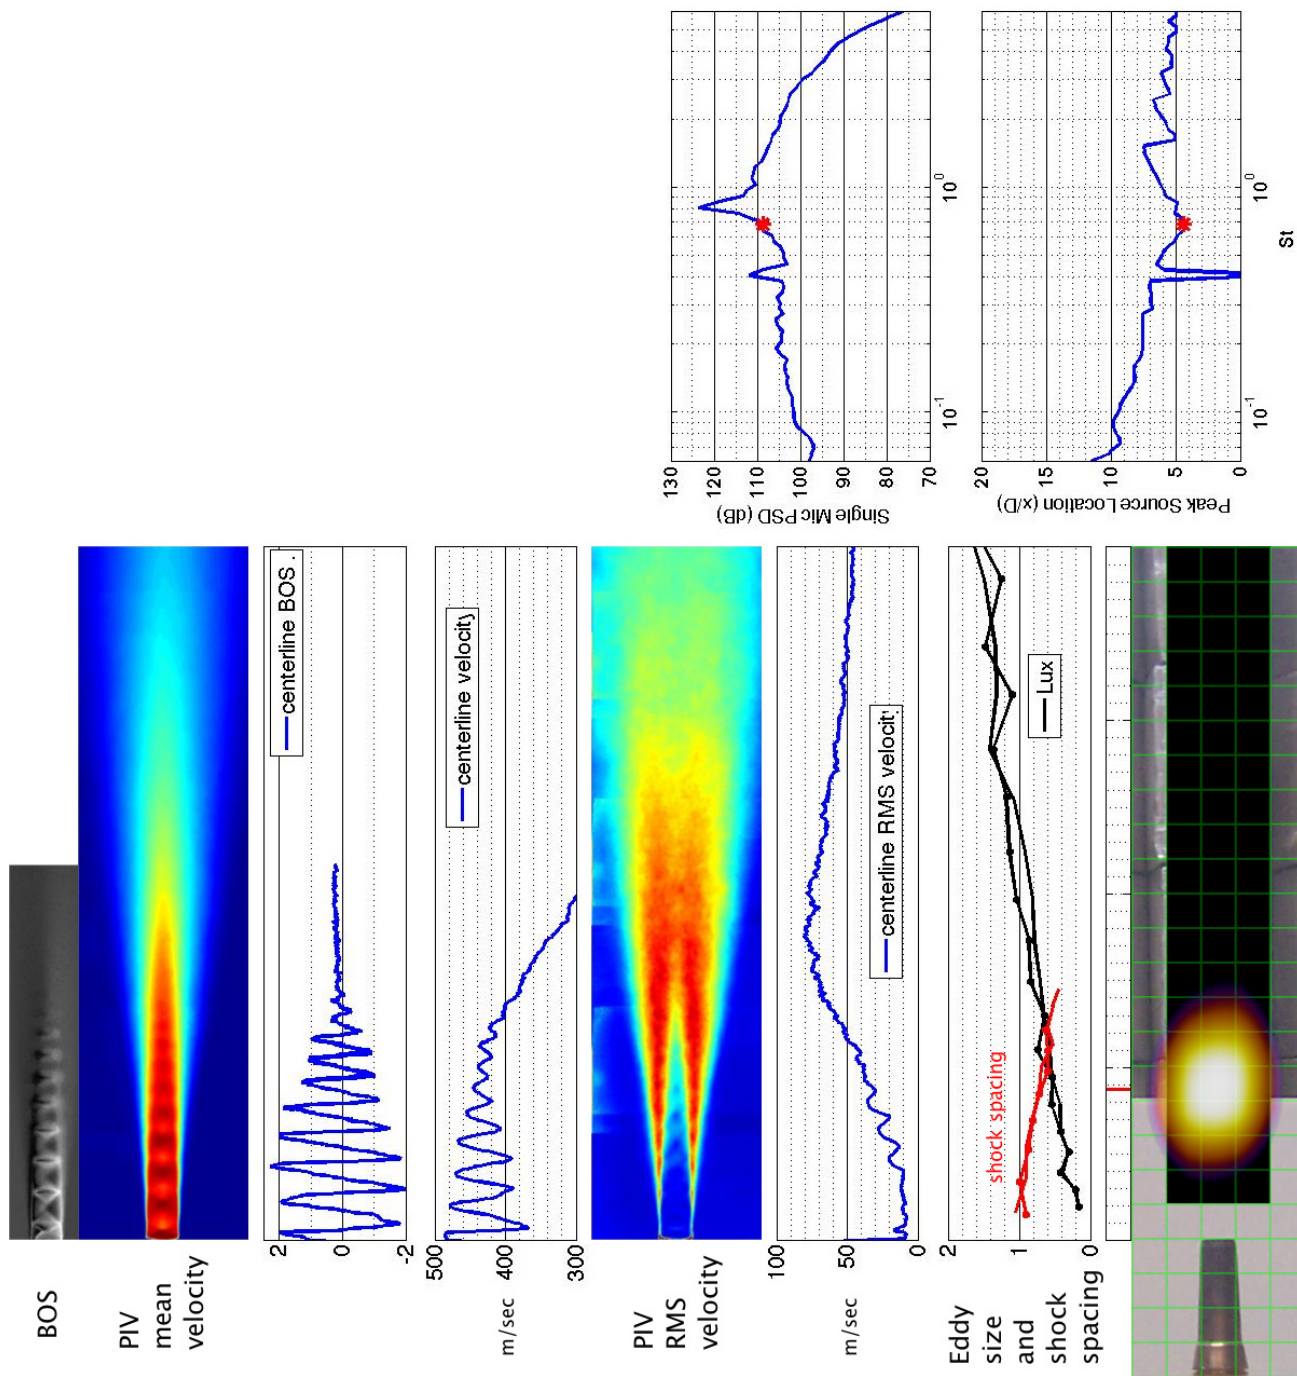 BOS
PIV
mean
velocity
2
0
-2
centerline BOS .
500
400
300
m/sec
centerline velocity
PIV
RMS
velocity
100
50
0
m/sec
centerline RMS velocity
Eddy
size
and
shock
spacing
2
1
0
shock spacing
Lux
130
120
110
100
90
80
70
Single Mic PSD (dB)
10^-1
10^0
20
15
10
5
0
Peak Source Location (x/D)
10^-1
10^0
St